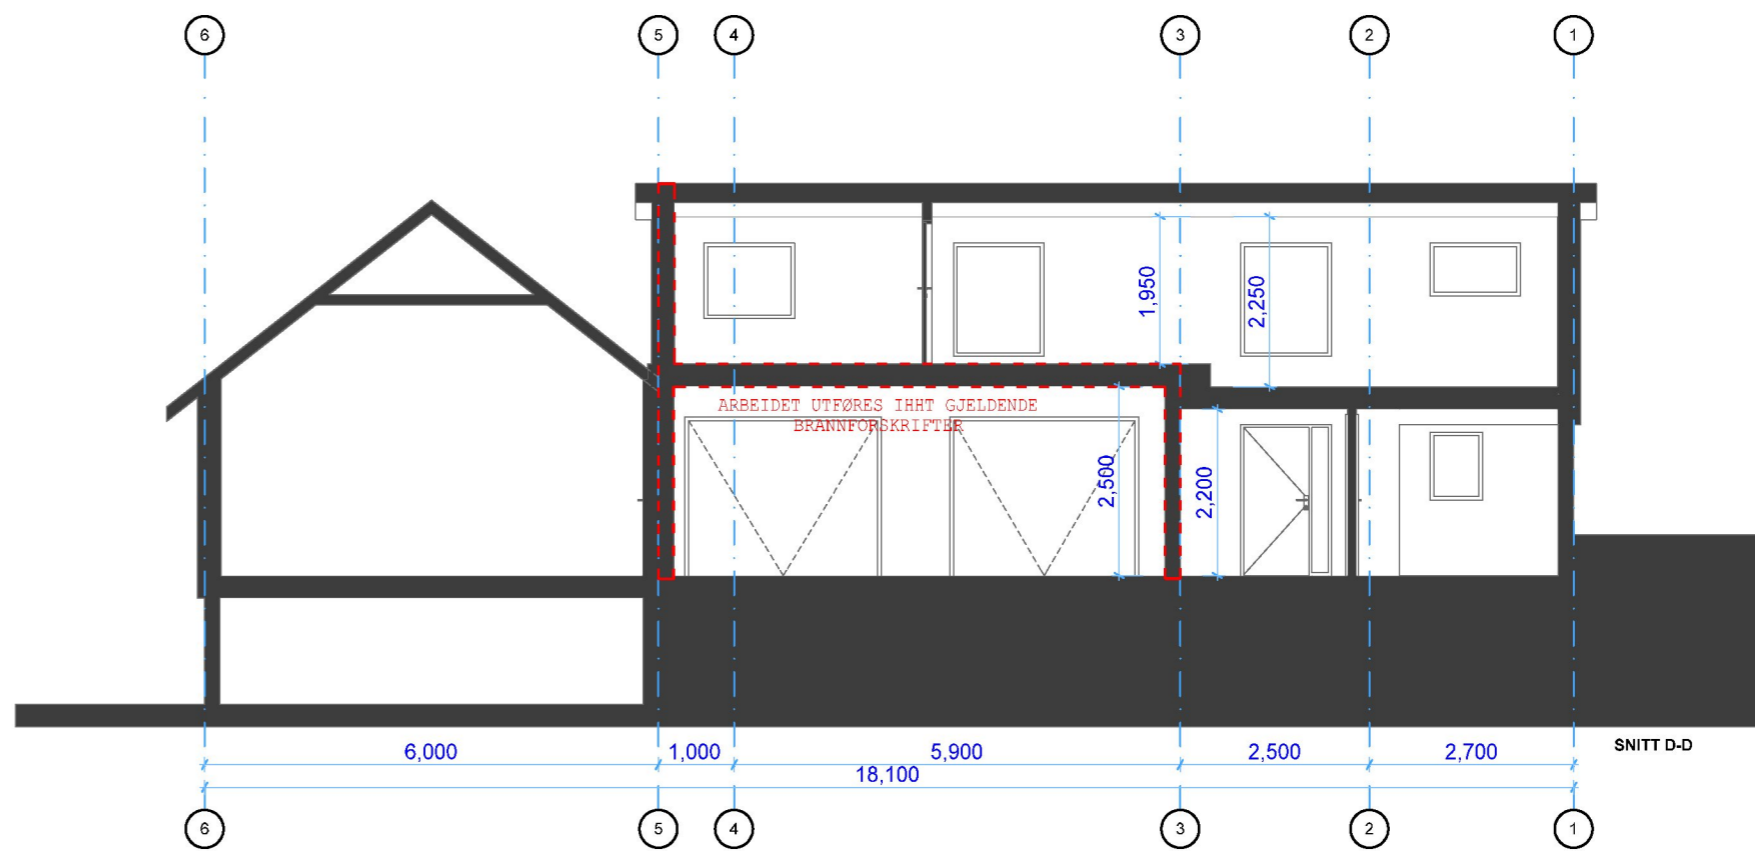 6 5 4 3 2 1
1,950
2,250
ARBEIDET UTFØRES IHHT GJELDENDE
BRANNFORSKRIFTER
2,500
2,200
SNITT D-D
6,000 1,000 5,900 2,500 2,700
18,100
6 5 4 3 2 1